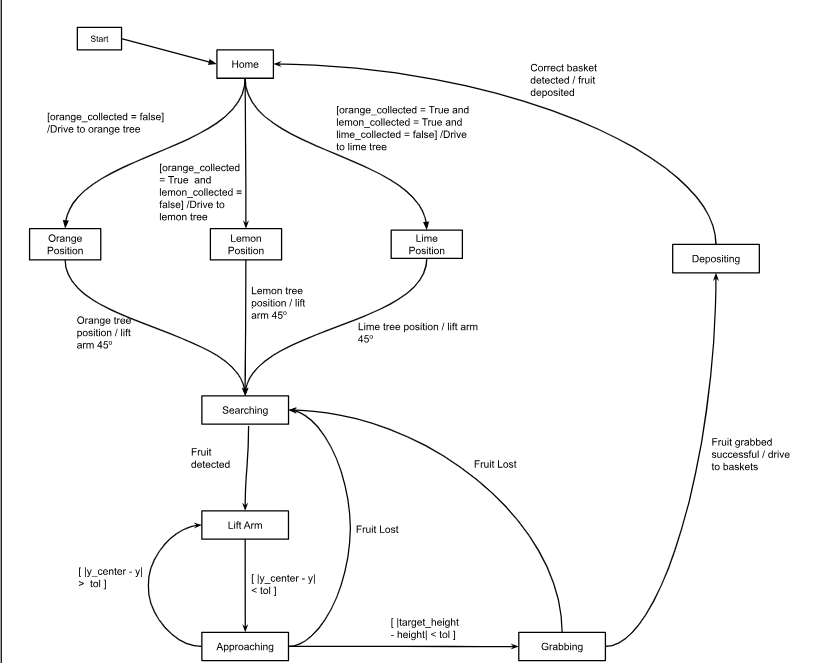 Start
Home
Correct basket
detected / fruit
deposited
[orange_collected = false]
/Drive to orange tree
[orange_collected = True and
lemon_collected = True and
lime_collected = false] /Drive
to lime tree
[orange_collected
= True  and
lemon_collected =
false] /Drive to
lemon tree
Orange
Position
Lemon
Position
Lime
Position
Depositing
Lemon tree
position / lift
arm 45º
Orange tree
position / lift
arm 45º
Lime tree position / lift arm
45º
Searching
Fruit
detected
Fruit Lost
Fruit grabbed
successful / drive
to baskets
Lift Arm
Fruit Lost
[ |y_center - y|
>  tol ]
[ |y_center - y|
< tol ]
[ |target_height
- height| < tol ]
Approaching
Grabbing